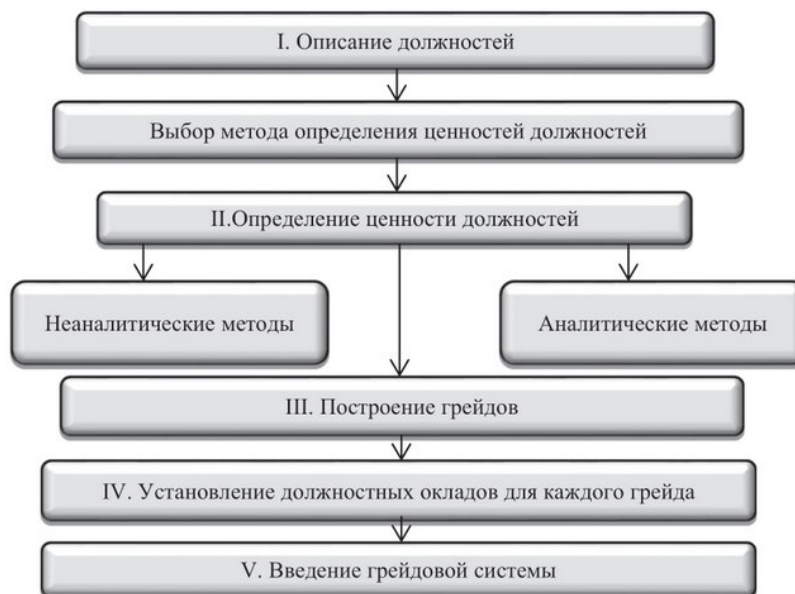 I. Описание должностей
Выбор метода определения ценностей должностей
II.Определение ценности должностей
Неаналитические методы
Аналитические методы
III. Построение грейдов
IV. Установление должностных окладов для каждого грейда
V. Введение грейдовой системы